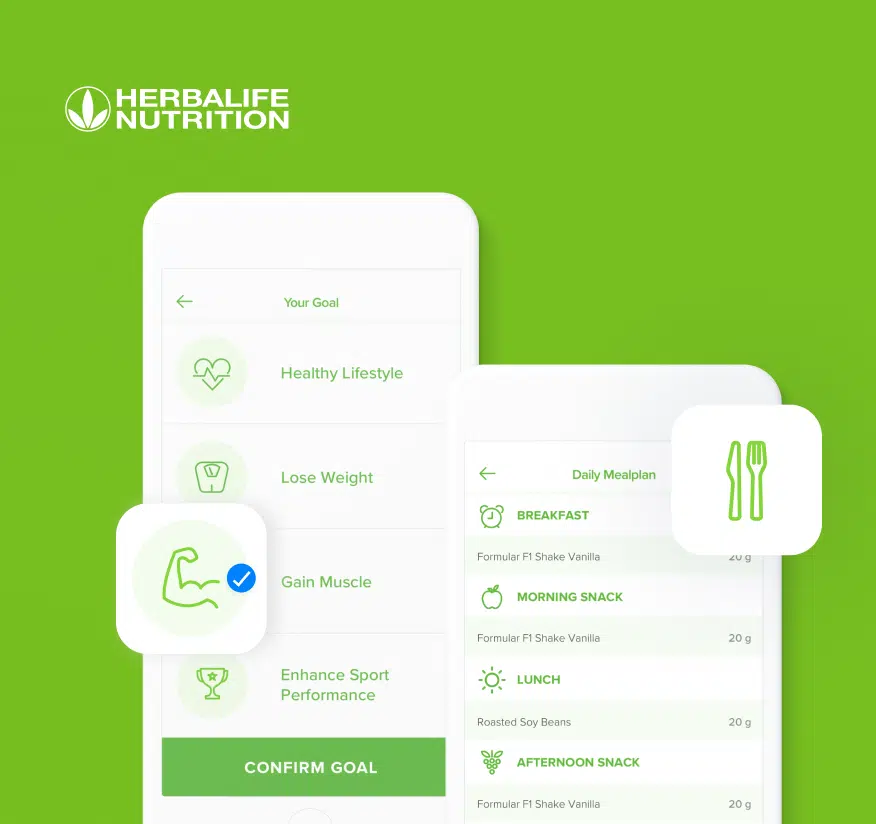 HERBALIFE
NUTRITION
Your Goal
Healthy Lifestyle
Lose Weight
Gain Muscle
Enhance Sport
Performance
CONFIRM GOAL
Daily Mealplan
BREAKFAST
Formular F1 Shake Vanilla 20 g
MORNING SNACK
Formular F1 Shake Vanilla 20 g
LUNCH
Roasted Soy Beans 20 g
AFTERNOON SNACK
Formular F1 Shake Vanilla 20 g